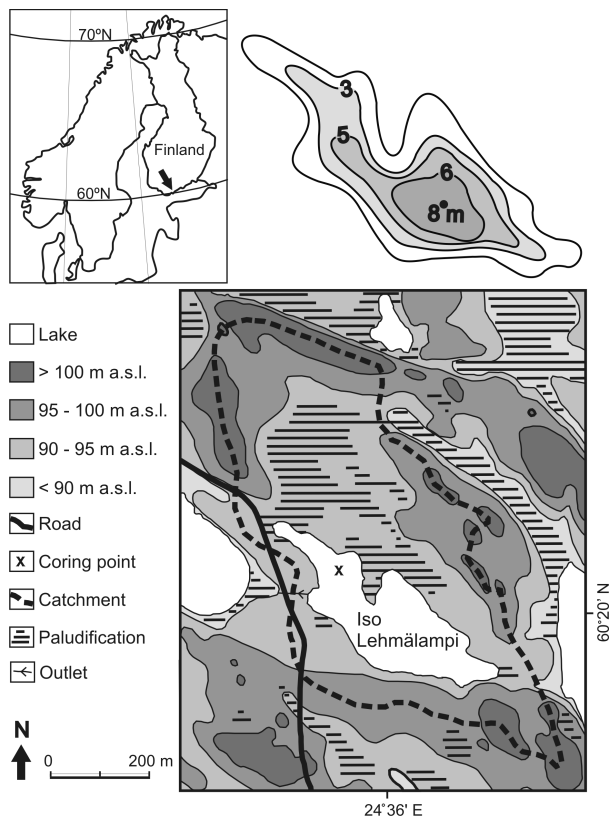 70ºN
Finland
60ºN
3
5
6
8 m
Lake
> 100 m a.s.l.
95 - 100 m a.s.l.
90 - 95 m a.s.l.
< 90 m a.s.l.
Road
x Coring point
Catchment
Paludification
Outlet
N
0 200 m
x
Iso
Lehmälampi
60˚20' N
24˚36' E